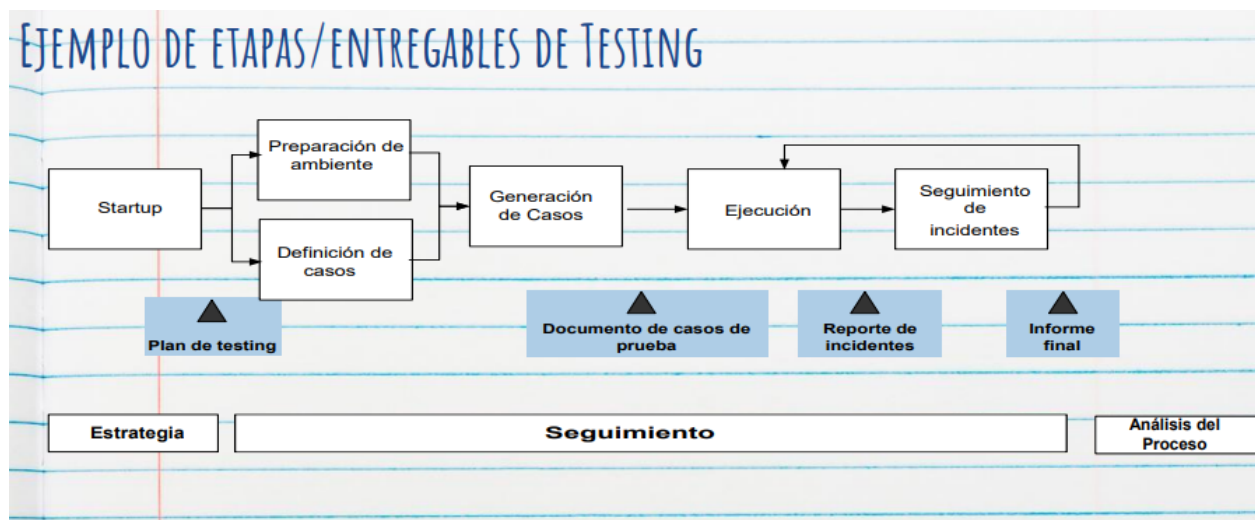 EJEMPLO DE ETAPAS/ENTREGABLES DE TESTING
Preparación de
ambiente
Startup
Definición de
casos
Generación
de Casos
Ejecución
Seguimiento
de
incidentes
Plan de testing
Documento de casos de
prueba
Reporte de
incidentes
Informe
final
Estrategia
Seguimiento
Análisis del
Proceso